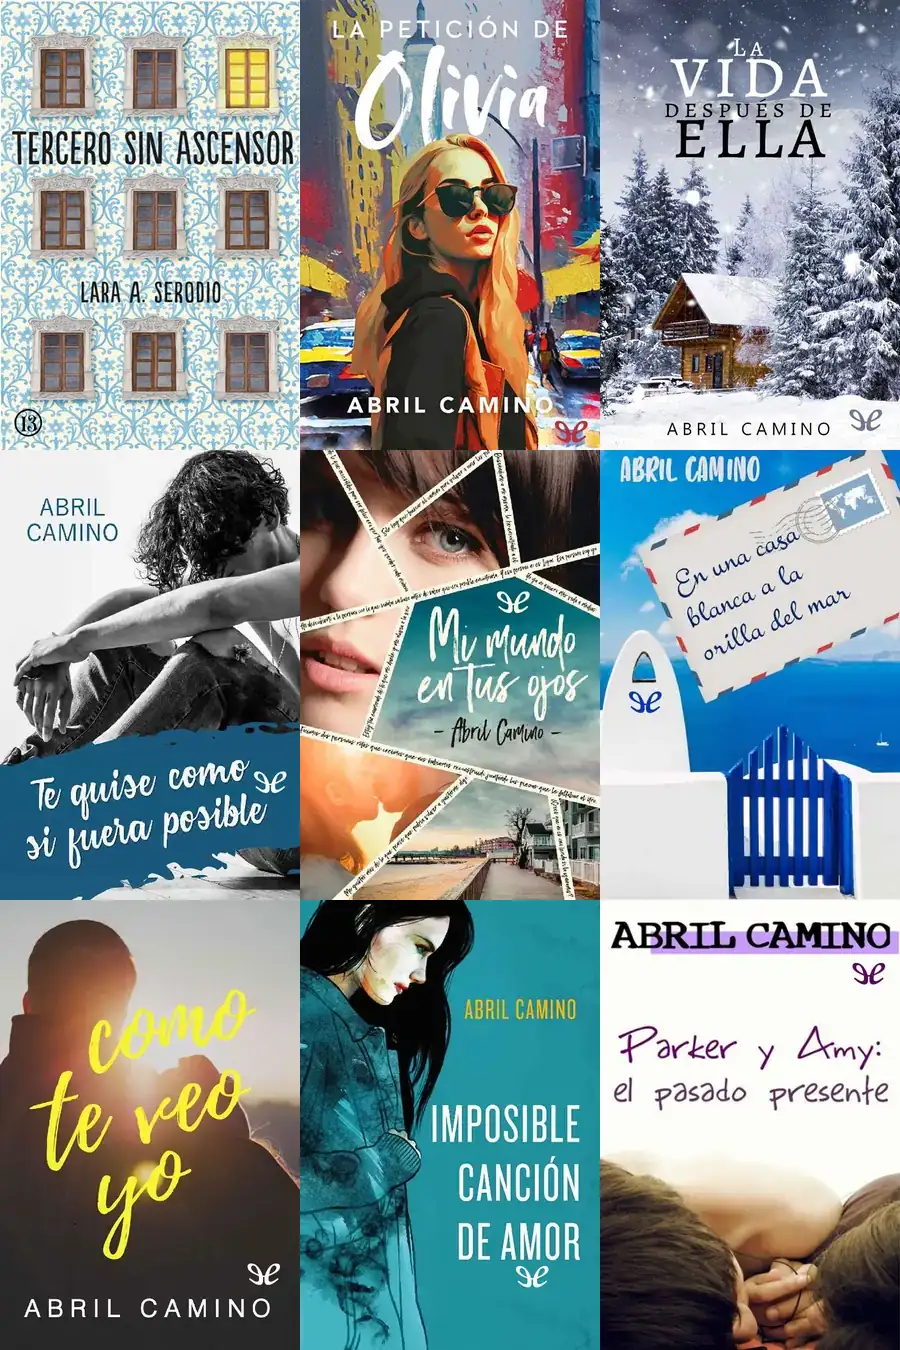 TERCERO SIN ASCENSOR
LARA A. SERODIO
13
LA PETICIÓN DE
Olivia
ABRIL CAMINO
LA
VIDA
DESPUÉS DE
ELLA
ABRIL CAMINO
ABRIL
CAMINO
Te quise como
si fuera posible
Mi mundo
en tus ojos
- Abril Camino -
ABRIL CAMINO
En una casa
blanca a la
orilla del mar
como
te veo
yo
ABRIL CAMINO
ABRIL CAMINO
IMPOSIBLE
CANCIÓN
DE AMOR
ABRIL CAMINO
Parker y Amy:
el pasado presente